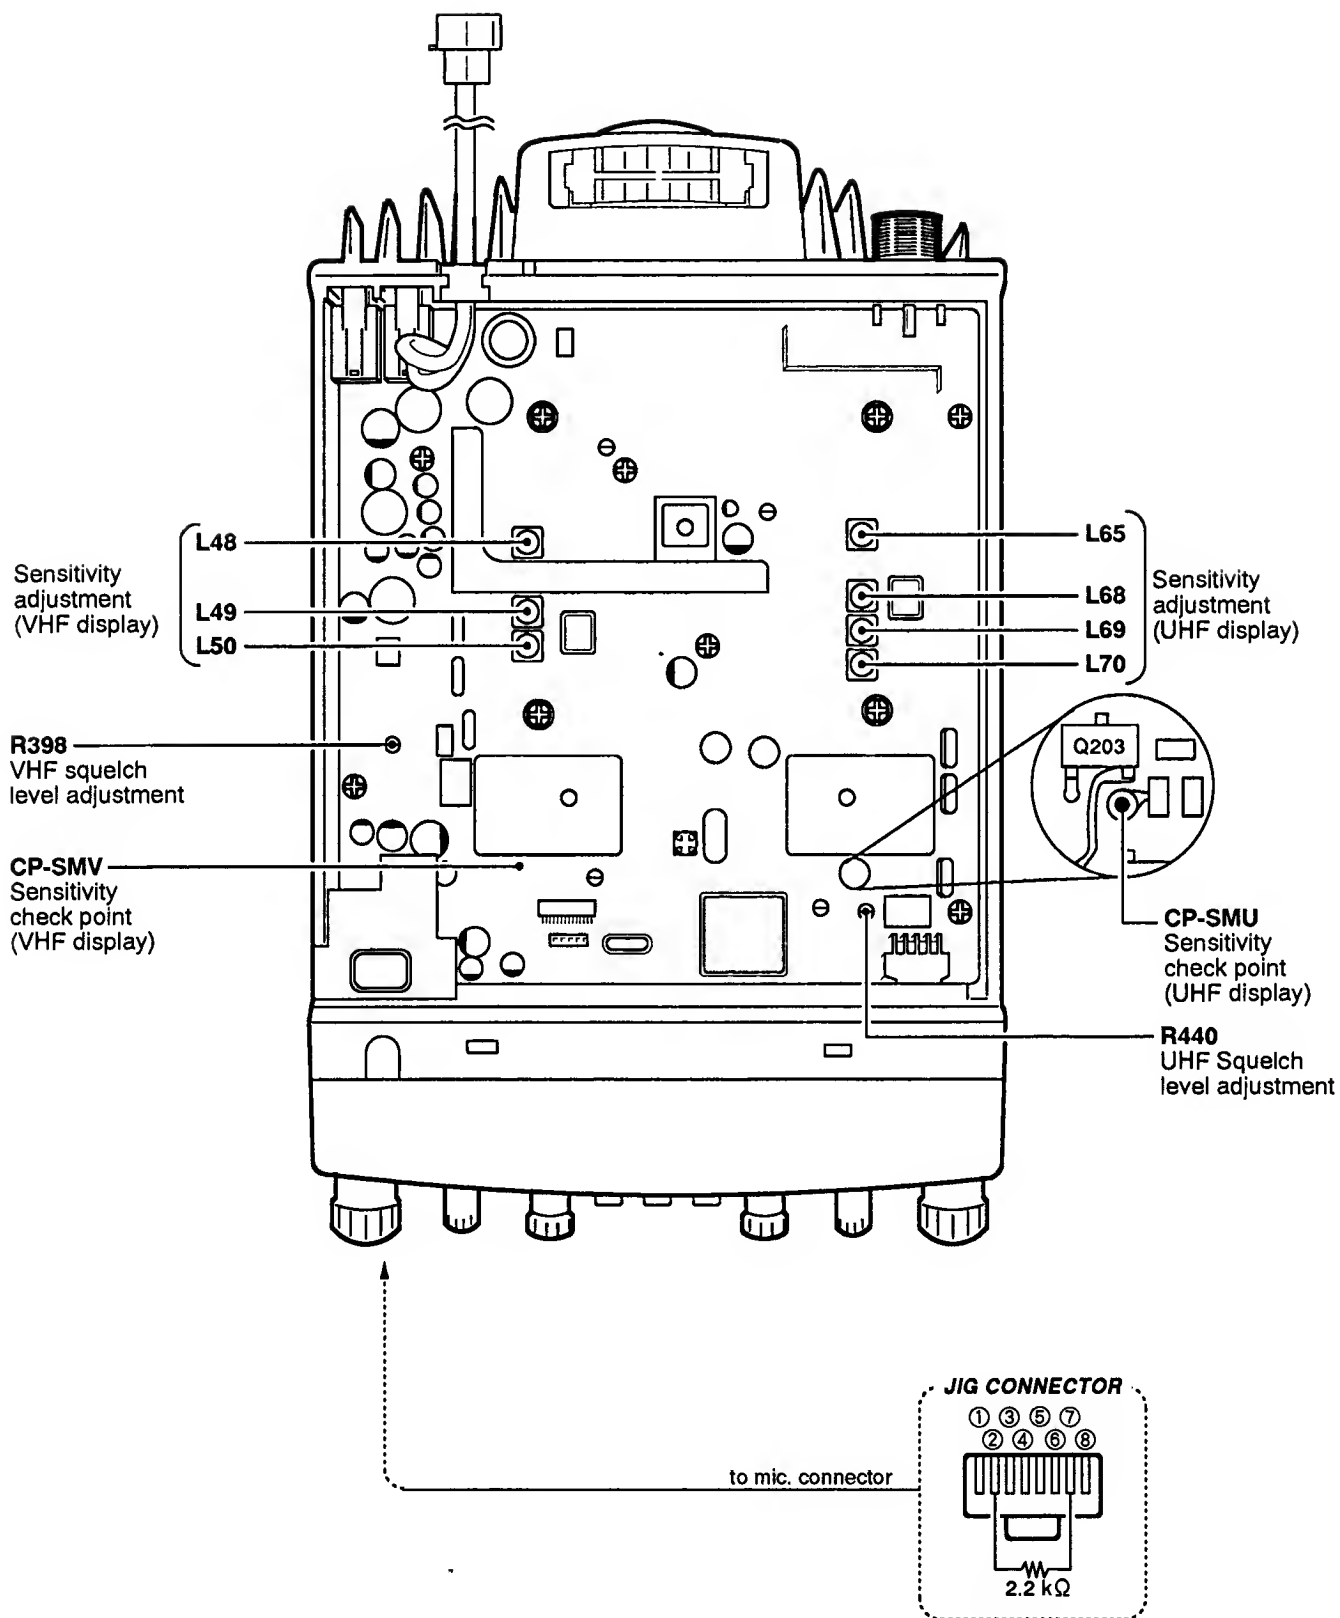 L48
L49
L50
Sensitivity
adjustment
(VHF display)
R398
VHF squelch
level adjustment
CP-SMV
Sensitivity
check point
(VHF display)
L65
L68
L69
L70
Sensitivity
adjustment
(UHF display)
Q203
CP-SMU
Sensitivity
check point
(UHF display)
R440
UHF Squelch
level adjustment
JIG CONNECTOR
① ③ ⑤ ⑦
② ④ ⑥ ⑧
to mic. connector
2.2 kΩ